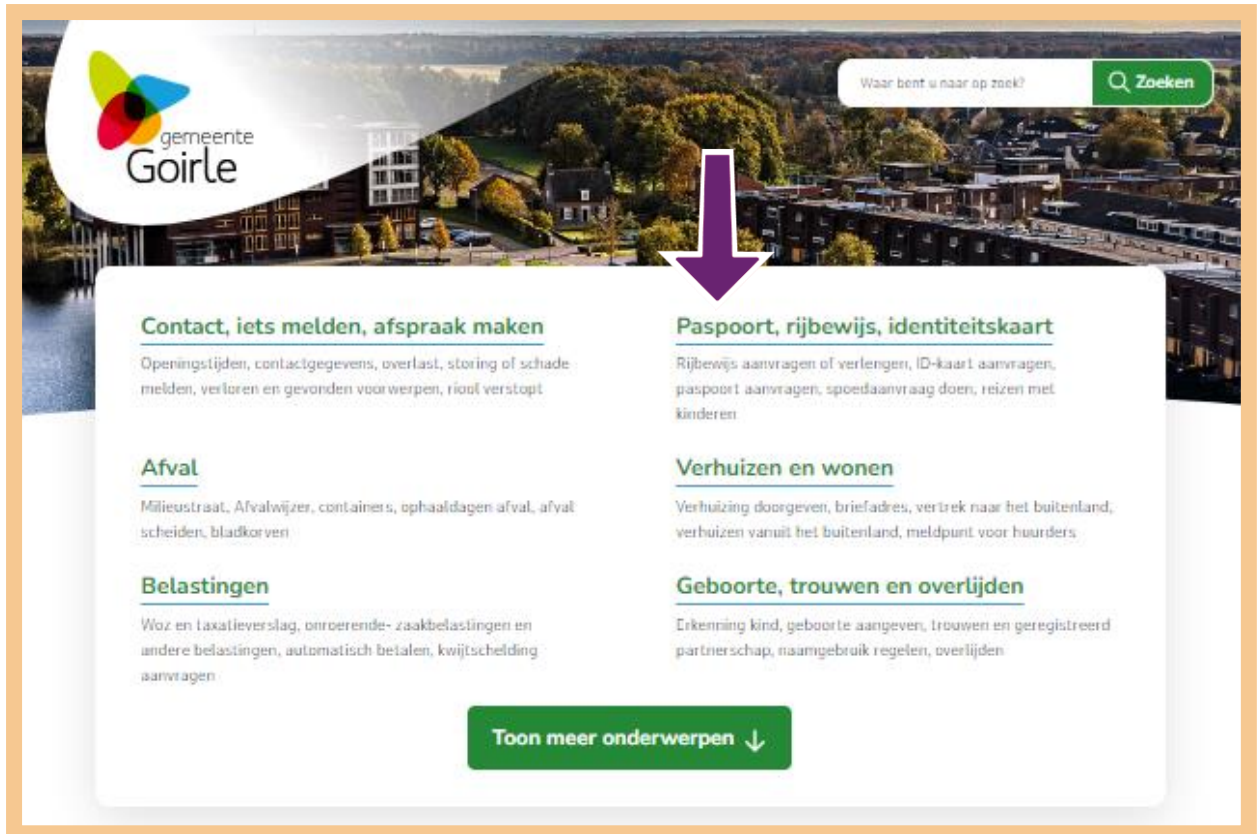 gemeente
Goirle
Waar bent u naar op zoek?
Zoeken
Contact, iets melden, afspraak maken
Openingstijden, contactgegevens, overlast, storing of schade
melden, verloren en gevonden voorwerpen, riool verstopt
Paspoort, rijbewijs, identiteitskaart
Rijbewijs aanvragen of verlengen, ID-kaart aanvragen,
paspoort aanvragen, spoedaanvraag doen, reizen met
kinderen
Afval
Milieustraat, Afvalwijzer, containers, ophaaldagen afval, afval
scheiden, bladkorven
Verhuizen en wonen
Verhuizing doorgeven, briefadres, vertrek naar het buitenland,
verhuizen vanuit het buitenland, meldpunt voor huurders
Belastingen
Woz en taxatieverslag, onroerende- zaakbelastingen en
andere belastingen, automatisch betalen, kwijtschelding
aanvragen
Geboorte, trouwen en overlijden
Erkenning kind, geboorte aangeven, trouwen en geregistreerd
partnerschap, naamgebruik regelen, overlijden
Toon meer onderwerpen